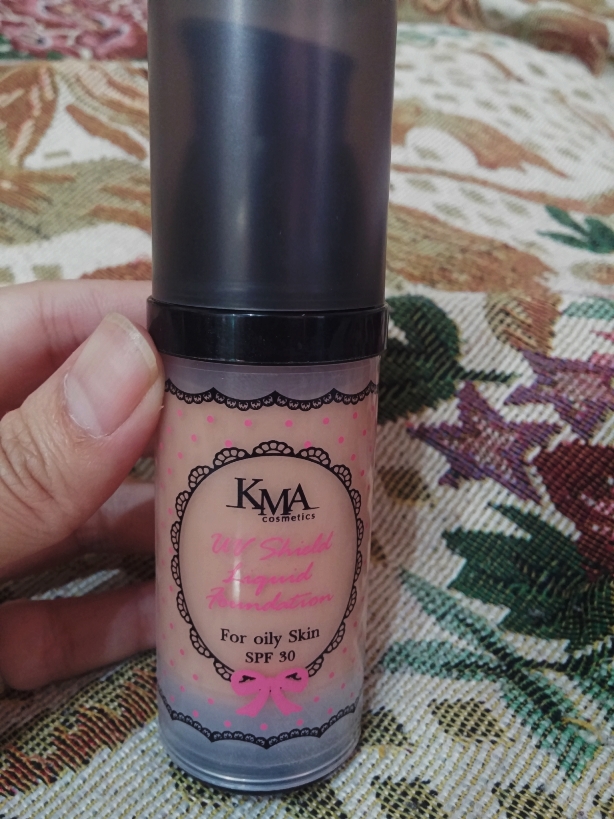 KMA
cosmetics
UV Shield
Liquid
Foundation
For oily Skin
SPF 30